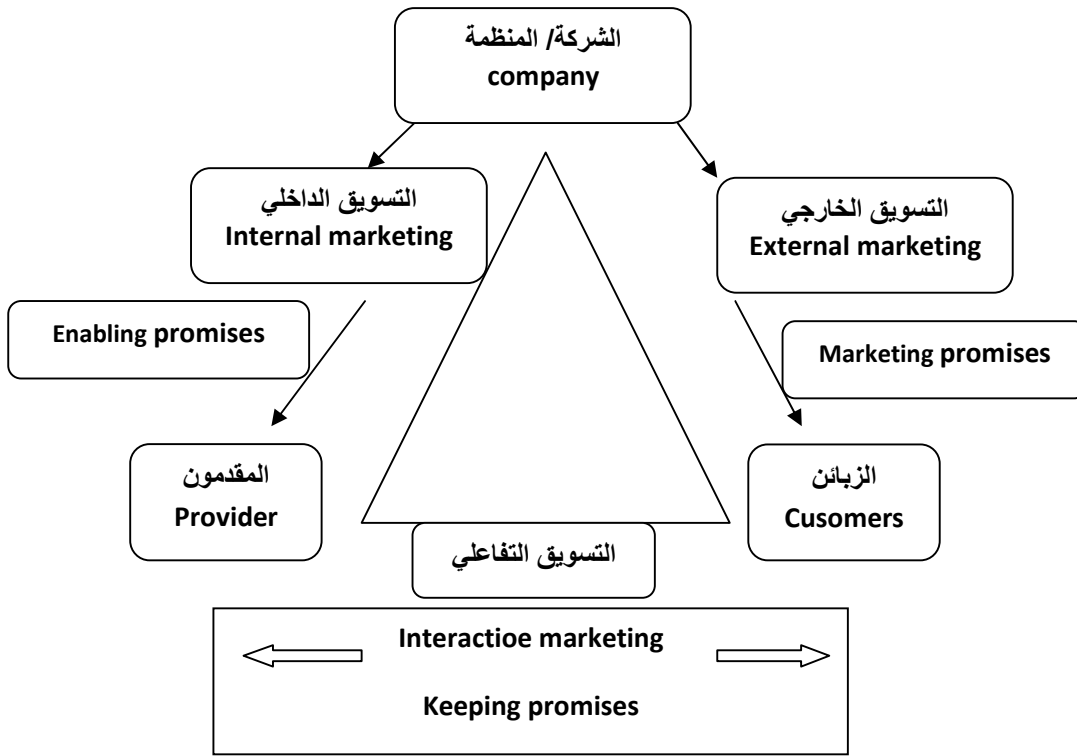 الشركة/ المنظمة
company
التسويق الداخلي
Internal marketing
التسويق الخارجي
External marketing
Enabling promises
Marketing promises
المقدمون
Provider
الزبائن
Cusomers
التسويق التفاعلي
Interactioe marketing
Keeping promises